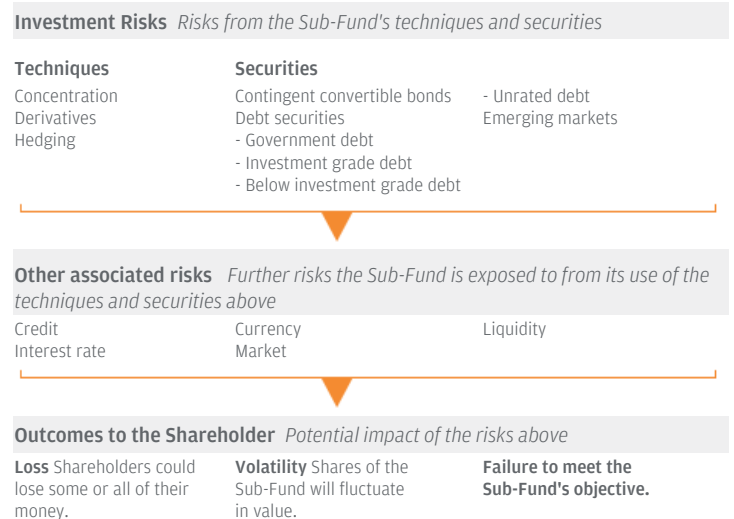 Investment Risks Risks from the Sub-Fund's techniques and securities
Techniques
Concentration
Derivatives
Hedging
Securities
Contingent convertible bonds
Debt securities
- Government debt
- Investment grade debt
- Below investment grade debt
- Unrated debt
Emerging markets
Other associated risks Further risks the Sub-Fund is exposed to from its use of the
techniques and securities above
Credit
Interest rate
Currency
Market
Liquidity
Outcomes to the Shareholder Potential impact of the risks above
Loss Shareholders could
lose some or all of their
money.
Volatility Shares of the
Sub-Fund will fluctuate
in value.
Failure to meet the
Sub-Fund's objective.